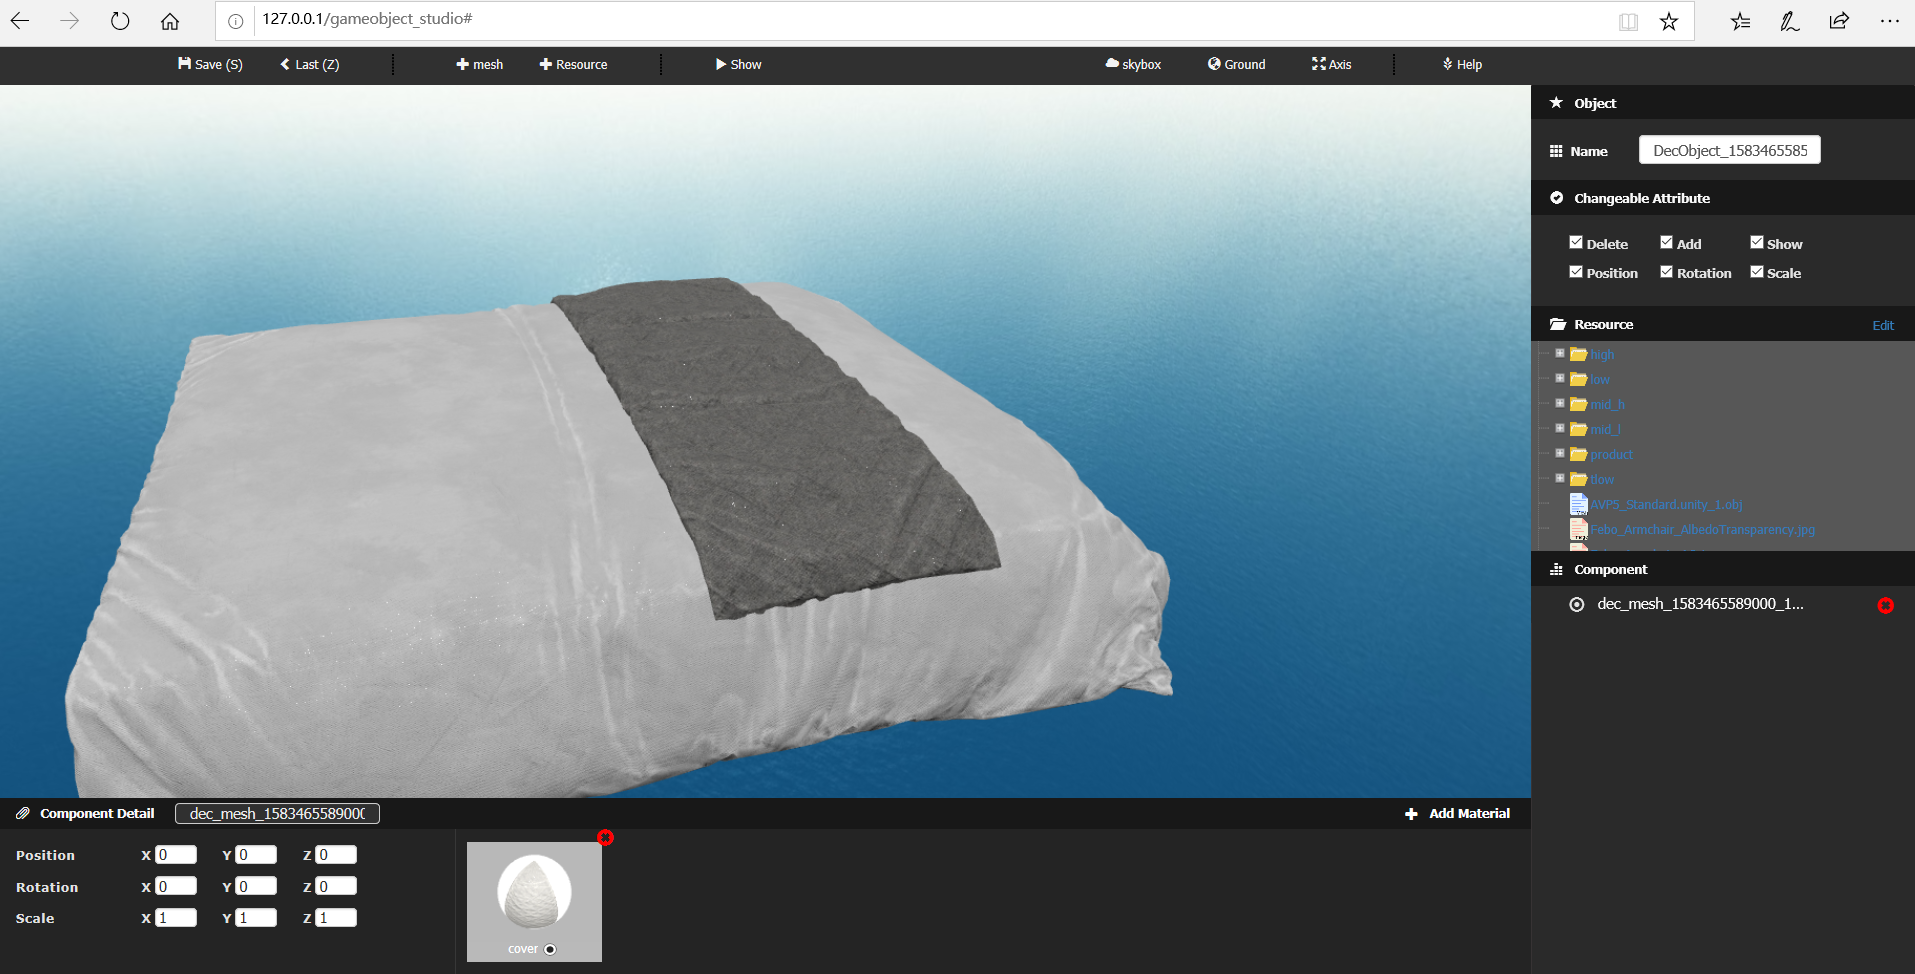 127.0.0.1/gameobject_studio#
Save (S) Last (Z) mesh Resource Show skybox Ground Axis Help
Object
Name DecObject_1583465585
Changeable Attribute
Delete Add Show
Position Rotation Scale
Resource Edit
high
low
mid_h
mid_l
product
tlow
AVP5_Standard.unity_1.obj
Febo_Armchair_AlbedoTransparency.jpg
Component
dec_mesh_1583465589000_1...
Component Detail dec_mesh_1583465589000 Add Material
Position X 0 Y 0 Z 0
Rotation X 0 Y 0 Z 0
Scale X 1 Y 1 Z 1
cover